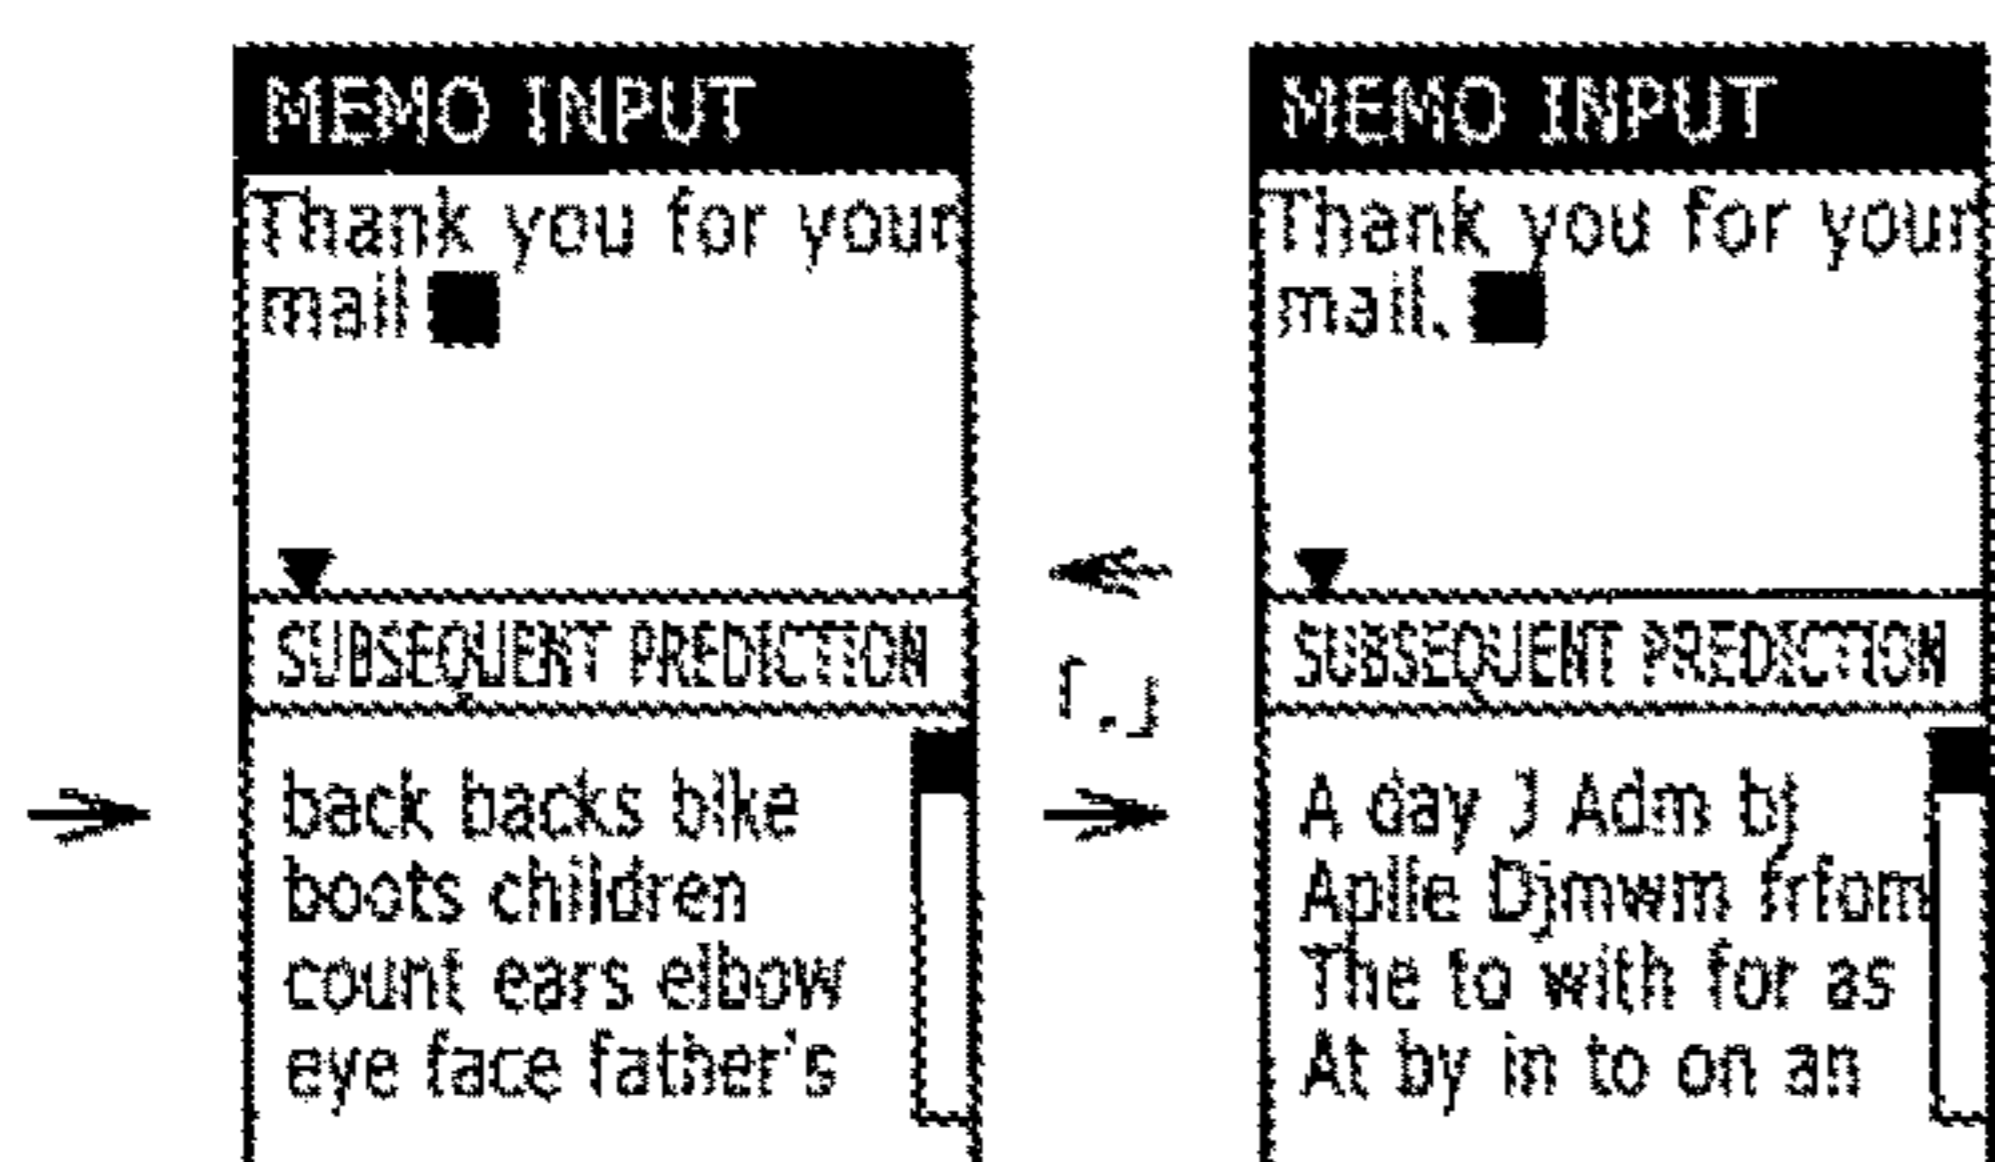 MEMO INPUT
Thank you for your
mail
SUBSEQUENT PREDICTION
back backs bike
boots children
count ears elbow
eye face father's
「.」
MEMO INPUT
Thank you for your
mail.
SUBSEQUENT PREDICTION
A day J Adm bj
Aplle Djmwm frfom
The to with for as
At by in to on an